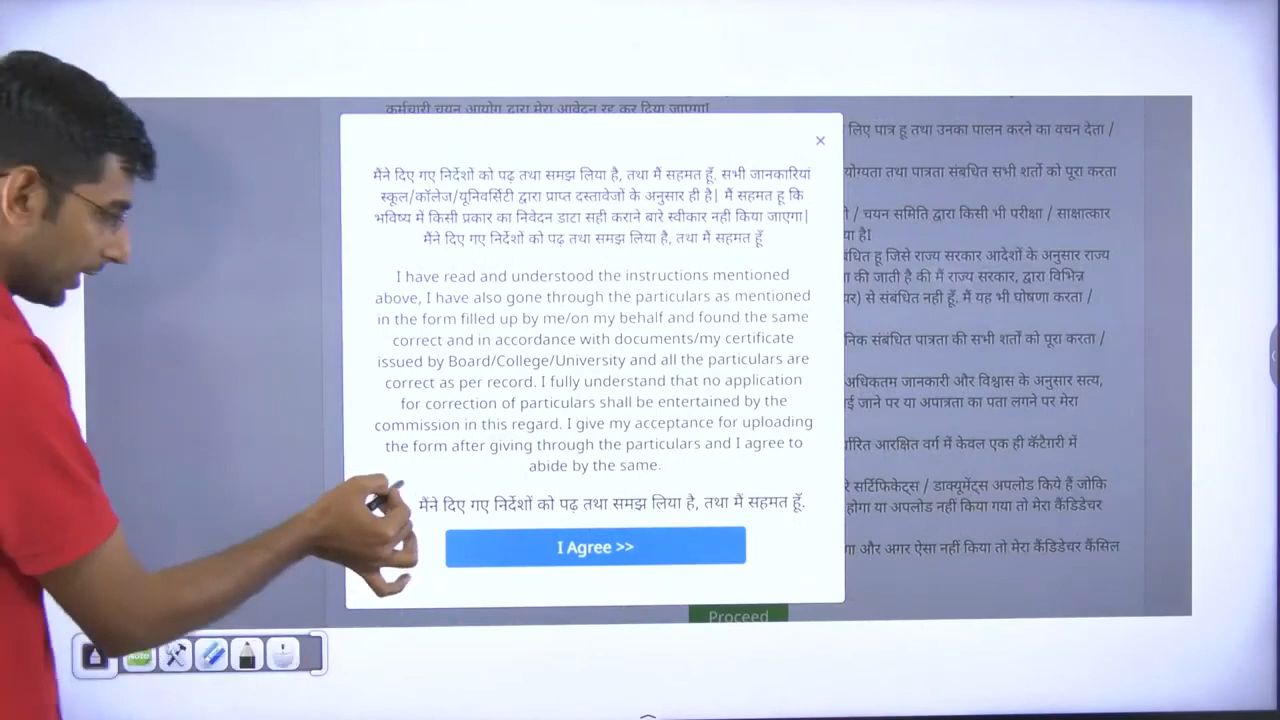 कर्मचारी चयन आयोग द्वारा मेरा आवेदन रद्द कर दिया जाएगा।
लिए पात्र हू तथा उनका पालन करने का वचन देता /
×
मैंने दिए गए निर्देशों को पढ़ तथा समझ लिया है, तथा मैं सहमत हूँ. सभी जानकारियां
स्कूल/कॉलेज/यूनिवर्सिटी द्वारा प्राप्त दस्तावेजों के अनुसार ही है| मैं सहमत हू कि
भविष्य में किसी प्रकार का निवेदन डाटा सही कराने बारे स्वीकार नही किया जाएगा|
मैंने दिए गए निर्देशों को पढ़ तथा समझ लिया है, तथा मैं सहमत हूँ
I have read and understood the instructions mentioned
above, I have also gone through the particulars as mentioned
in the form filled up by me/on my behalf and found the same
correct and in accordance with documents/my certificate
issued by Board/College/University and all the particulars are
correct as per record. I fully understand that no application
for correction of particulars shall be entertained by the
commission in this regard. I give my acceptance for uploading
the form after giving through the particulars and I agree to
abide by the same.
मैंने दिए गए निर्देशों को पढ़ तथा समझ लिया है, तथा मैं सहमत हूँ.
I Agree >>
योग्यता तथा पात्रता संबधित सभी शर्तो को पूरा करता
/ चयन समिति द्वारा किसी भी परीक्षा / साक्षात्कार
या है।
बंधित हू जिसे राज्य सरकार आदेशों के अनुसार राज्य
की जाती है की मैं राज्य सरकार, द्वारा विभिन्न
से संबंधित नही हूँ. मैं यह भी घोषणा करता /
संबंधित पात्रता की सभी शर्तों को पूरा करता /
अधिकतम जानकारी और विश्वास के अनुसार सत्य,
जाने पर या अपात्रता का पता लगने पर मेरा
आरक्षित वर्ग में केवल एक ही कॅटैगरी में
सर्टिफिकेट्स / डाक्यूमेंट्स अपलोड किये हैं जोकि
होगा या अपलोड नहीं किया गया तो मेरा कैंडिडेचर
और अगर ऐसा नहीं किया तो मेरा कैंडिडेचर कैंसिल
Proceed
Note